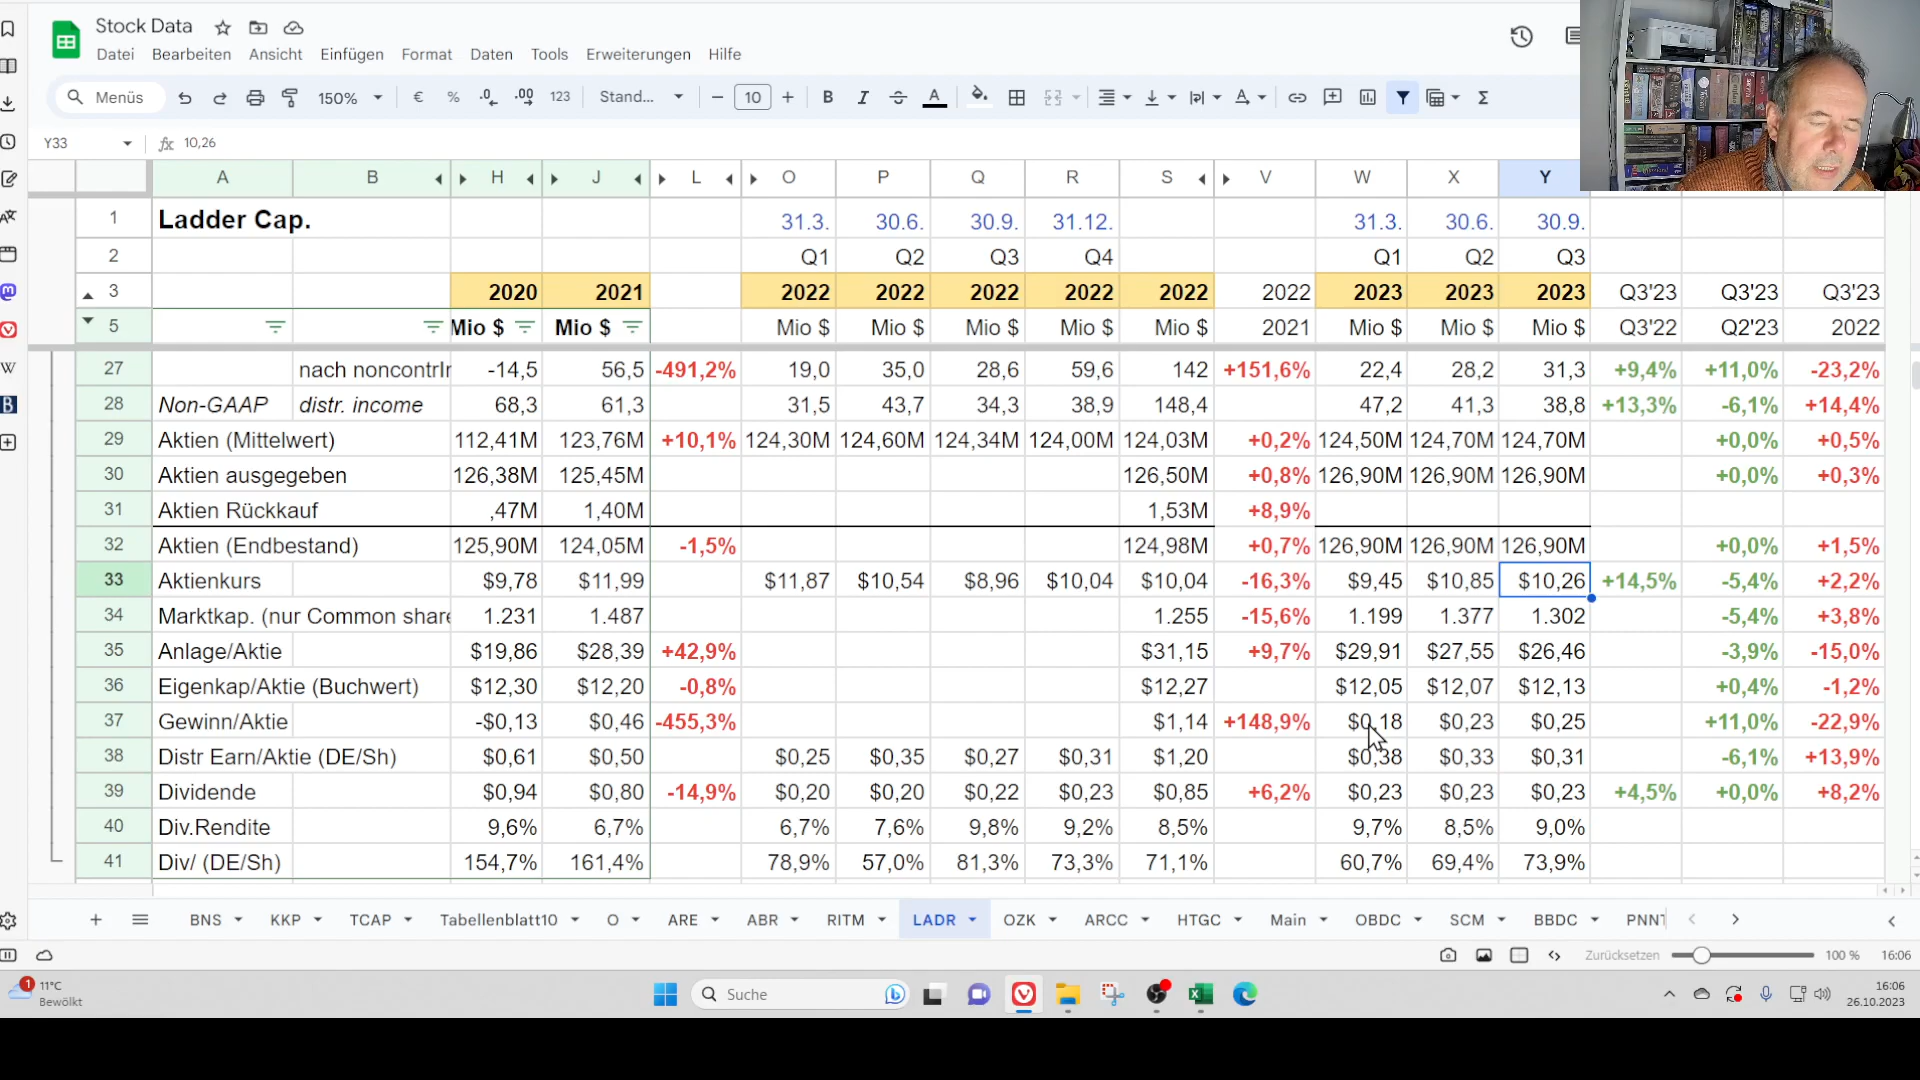 Stock Data
Datei Bearbeiten Ansicht Einfügen Format Daten Tools Erweiterungen Hilfe
Menüs 150% € % .0 .00 123 Stand... 10 B I A Σ
Y33 fx 10,26
A B H J L O P Q R S V W X Y
1 Ladder Cap. 31.3. 30.6. 30.9. 31.12. 31.3. 30.6. 30.9.
2 Q1 Q2 Q3 Q4 Q1 Q2 Q3
3 2020 2021 2022 2022 2022 2022 2022 2022 2023 2023 2023 Q3'23 Q3'23 Q3'23
5 Mio $ Mio $ Mio $ Mio $ Mio $ Mio $ Mio $ 2021 Mio $ Mio $ Mio $ Q3'22 Q2'23 2022
27 nach noncontrIn -14,5 56,5 -491,2% 19,0 35,0 28,6 59,6 142 +151,6% 22,4 28,2 31,3 +9,4% +11,0% -23,2%
28 Non-GAAP distr. income 68,3 61,3 31,5 43,7 34,3 38,9 148,4 47,2 41,3 38,8 +13,3% -6,1% +14,4%
29 Aktien (Mittelwert) 112,41M 123,76M +10,1% 124,30M 124,60M 124,34M 124,00M 124,03M +0,2% 124,50M 124,70M 124,70M +0,0% +0,5%
30 Aktien ausgegeben 126,38M 125,45M 126,50M +0,8% 126,90M 126,90M 126,90M +0,0% +0,3%
31 Aktien Rückkauf ,47M 1,40M 1,53M +8,9%
32 Aktien (Endbestand) 125,90M 124,05M -1,5% 124,98M +0,7% 126,90M 126,90M 126,90M +0,0% +1,5%
33 Aktienkurs $9,78 $11,99 $11,87 $10,54 $8,96 $10,04 $10,04 -16,3% $9,45 $10,85 $10,26 +14,5% -5,4% +2,2%
34 Marktkap. (nur Common share 1.231 1.487 1.255 -15,6% 1.199 1.377 1.302 -5,4% +3,8%
35 Anlage/Aktie $19,86 $28,39 +42,9% $31,15 +9,7% $29,91 $27,55 $26,46 -3,9% -15,0%
36 Eigenkap/Aktie (Buchwert) $12,30 $12,20 -0,8% $12,27 $12,05 $12,07 $12,13 +0,4% -1,2%
37 Gewinn/Aktie -$0,13 $0,46 -455,3% $1,14 +148,9% $0,18 $0,23 $0,25 +11,0% -22,9%
38 Distr Earn/Aktie (DE/Sh) $0,61 $0,50 $0,25 $0,35 $0,27 $0,31 $1,20 $0,38 $0,33 $0,31 -6,1% +13,9%
39 Dividende $0,94 $0,80 -14,9% $0,20 $0,20 $0,22 $0,23 $0,85 +6,2% $0,23 $0,23 $0,23 +4,5% +0,0% +8,2%
40 Div.Rendite 9,6% 6,7% 6,7% 7,6% 9,8% 9,2% 8,5% 9,7% 8,5% 9,0%
41 Div/ (DE/Sh) 154,7% 161,4% 78,9% 57,0% 81,3% 73,3% 71,1% 60,7% 69,4% 73,9%
BNS KKP TCAP Tabellenblatt10 O ARE ABR RITM LADR OZK ARCC HTGC Main OBDC SCM BBDC PNNT
Zurücksetzen 100 % 16:06
1 11°C
Bewölkt
Suche
16:06
26.10.2023